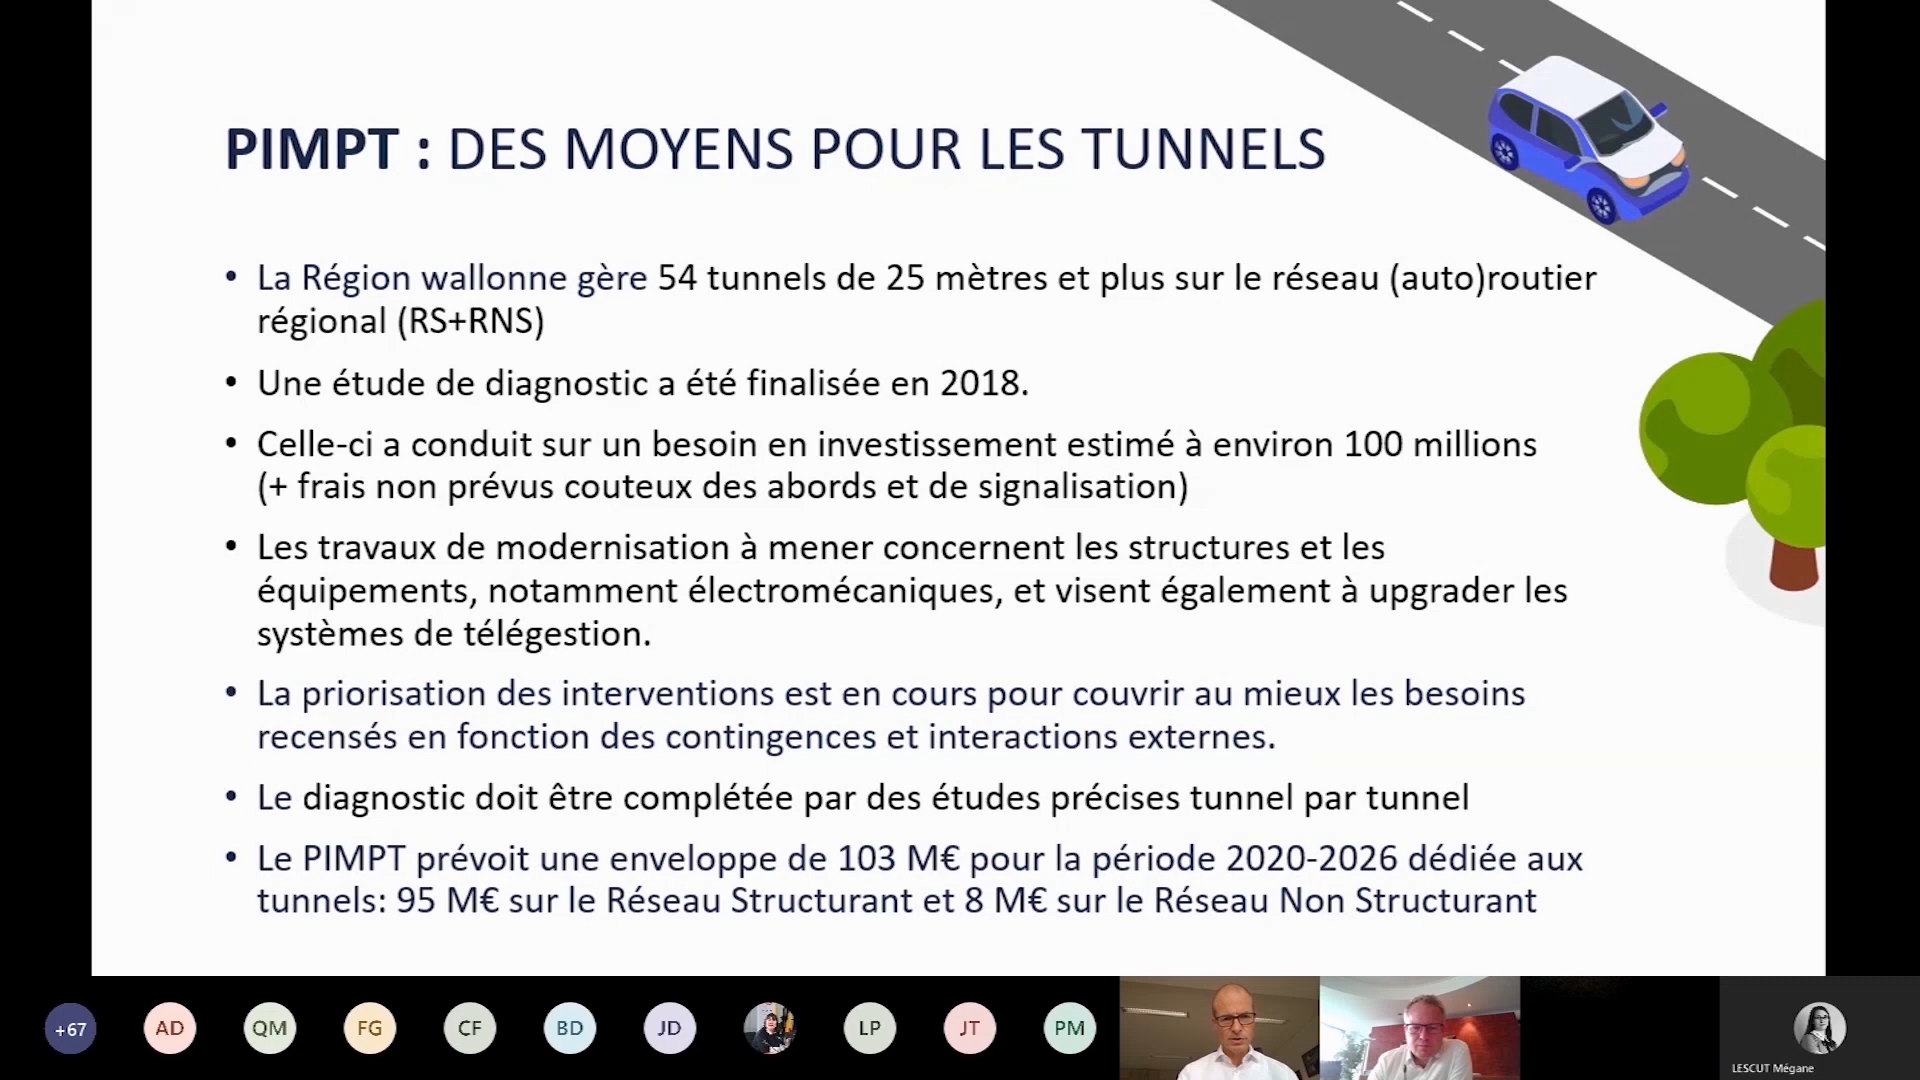 PIMPT : DES MOYENS POUR LES TUNNELS
• La Région wallonne gère 54 tunnels de 25 mètres et plus sur le réseau (auto)routier
régional (RS+RNS)
• Une étude de diagnostic a été finalisée en 2018.
• Celle-ci a conduit sur un besoin en investissement estimé à environ 100 millions
(+ frais non prévus couteux des abords et de signalisation)
• Les travaux de modernisation à mener concernent les structures et les
équipements, notamment électromécaniques, et visent également à upgrader les
systèmes de télégestion.
• La priorisation des interventions est en cours pour couvrir au mieux les besoins
recensés en fonction des contingences et interactions externes.
• Le diagnostic doit être complétée par des études précises tunnel par tunnel
• Le PIMPT prévoit une enveloppe de 103 M€ pour la période 2020-2026 dédiée aux
tunnels: 95 M€ sur le Réseau Structurant et 8 M€ sur le Réseau Non Structurant
+67 AD QM FG CF BD JD LP JT PM
LESCUT Mégane